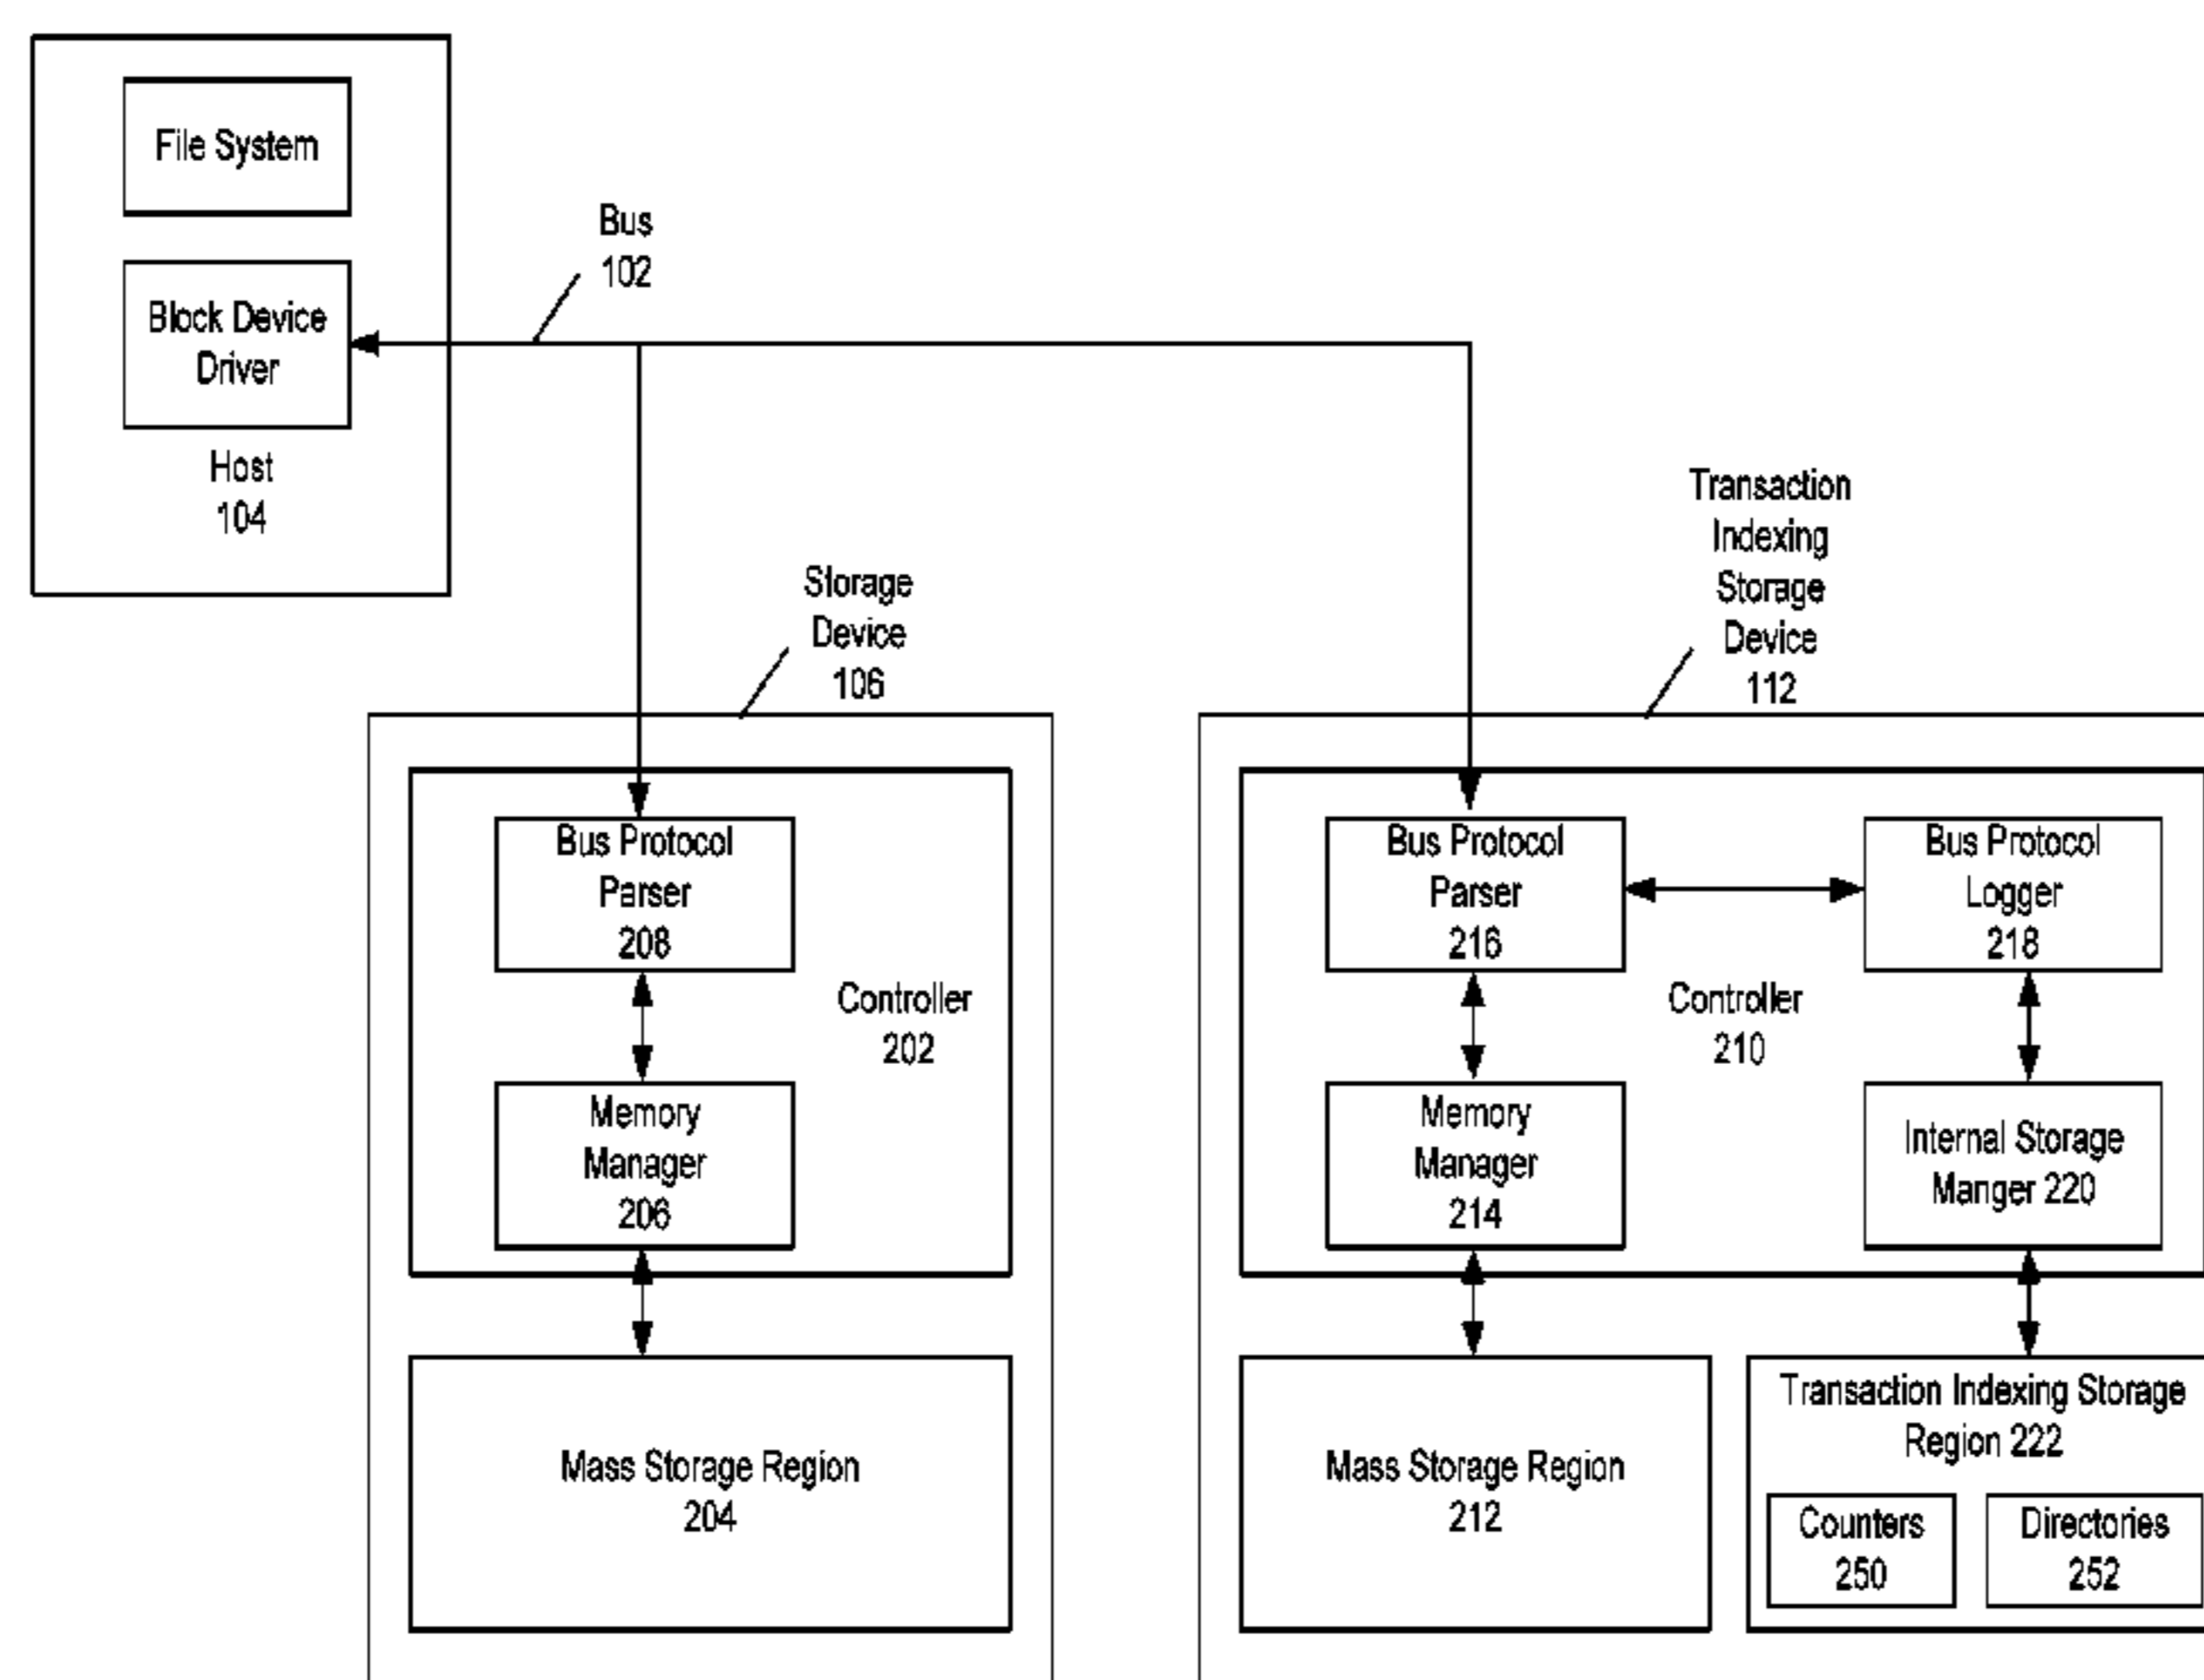 File System
Block Device
Driver
Host
104
Bus
102
Storage
Device
106
Transaction
Indexing
Storage
Device
112
Bus Protocol
Parser
208
Controller
202
Memory
Manager
206
Mass Storage Region
204
Bus Protocol
Parser
216
Bus Protocol
Logger
218
Controller
210
Memory
Manager
214
Internal Storage
Manger 220
Mass Storage Region
212
Transaction Indexing Storage
Region 222
Counters
250
Directories
252